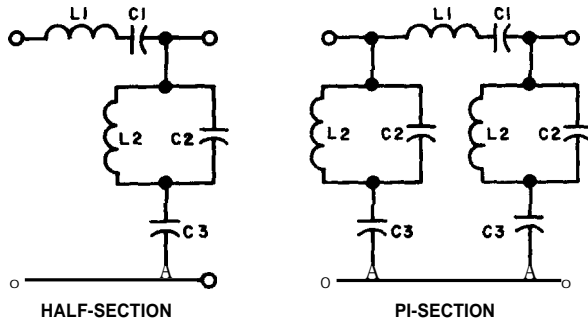 L1 C1
L2 C2
C3
HALF-SECTION
L1 C1
L2 C2 L2 C2
C3 C3
PI-SECTION